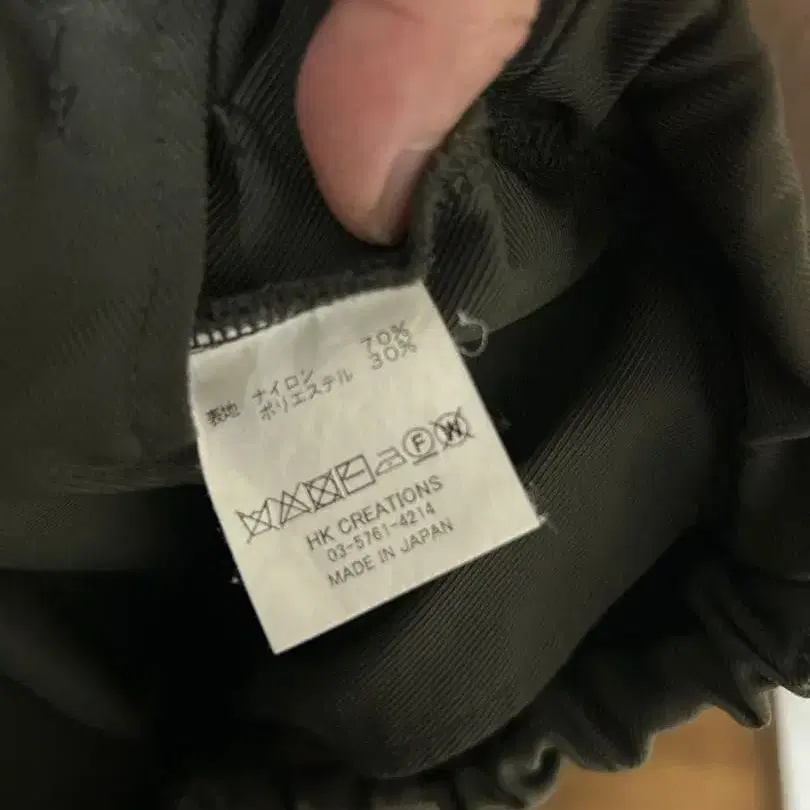 表地 ナイロン 70%
ポリエステル 30%
F W
HK CREATIONS
03-5761-4214
MADE IN JAPAN